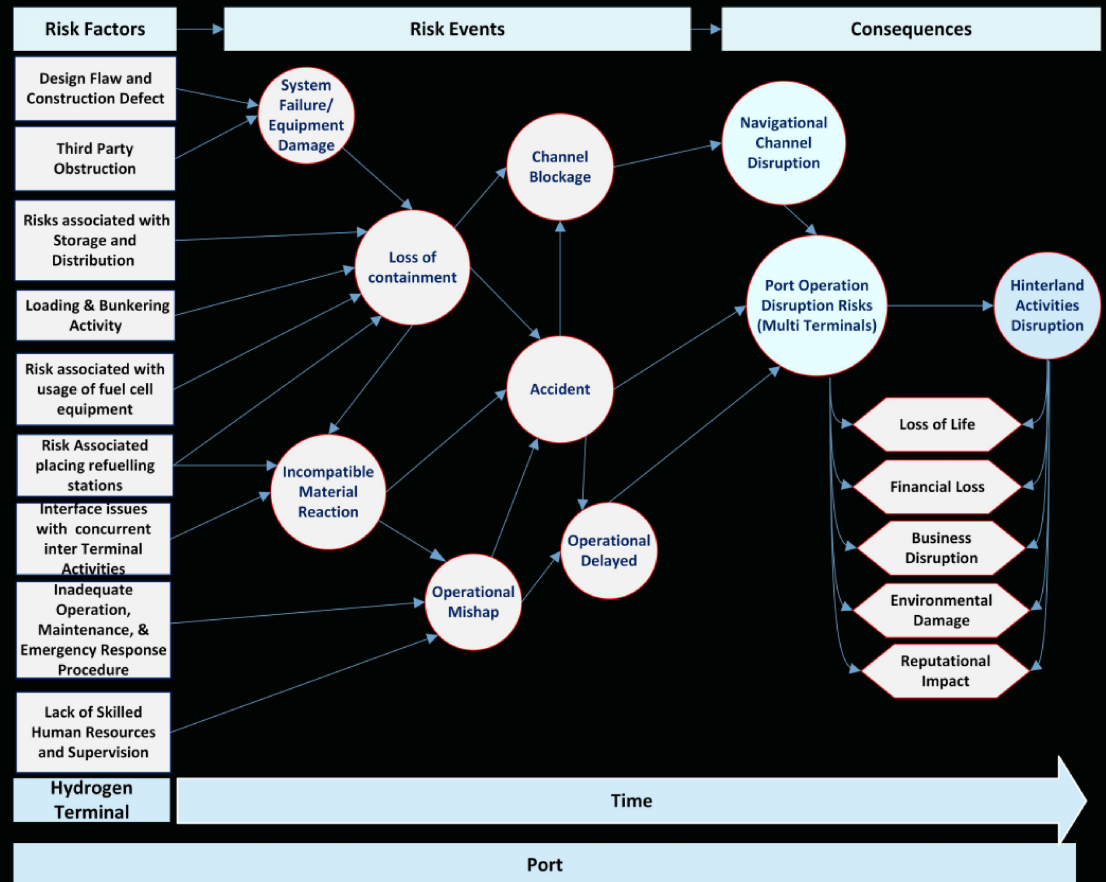 Risk Factors
Risk Events
Consequences
Design Flaw and
Construction Defect
Third Party
Obstruction
Risks associated with
Storage and
Distribution
Loading & Bunkering
Activity
Risk associated with
usage of fuel cell
equipment
Risk Associated
placing refuelling
stations
Interface issues
with concurrent
inter Terminal
Activities
Inadequate
Operation,
Maintenance, &
Emergency Response
Procedure
Lack of Skilled
Human Resources
and Supervision
System
Failure/
Equipment
Damage
Loss of
containment
Incompatible
Material
Reaction
Operational
Mishap
Channel
Blockage
Accident
Operational
Delayed
Navigational
Channel
Disruption
Port Operation
Disruption Risks
(Multi Terminals)
Hinterland
Activities
Disruption
Loss of Life
Financial Loss
Business
Disruption
Environmental
Damage
Reputational
Impact
Hydrogen
Terminal
Time
Port